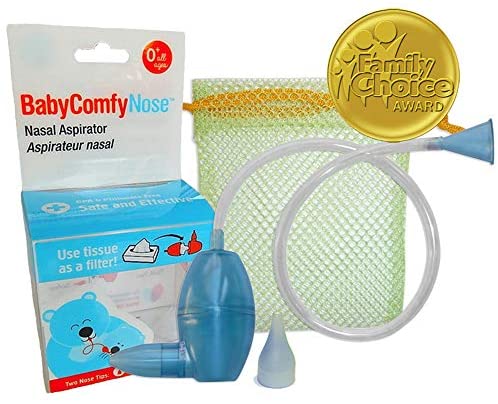 0+ all
ages
BabyComfyNose™
Nasal Aspirator
Aspirateur nasal
Safe and Effective
Use tissue
as a filter!
Two Nose Tips:
Family
Choice
AWARD